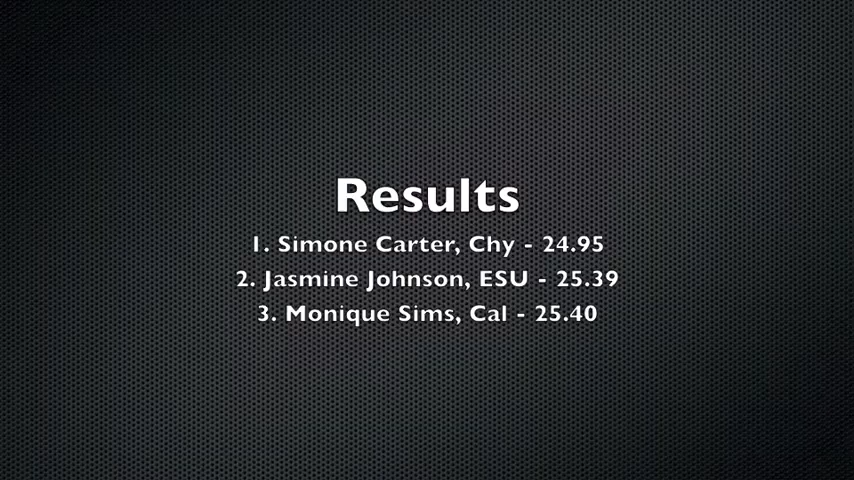 Results
1. Simone Carter, Chy - 24.95
2. Jasmine Johnson, ESU - 25.39
3. Monique Sims, Cal - 25.40